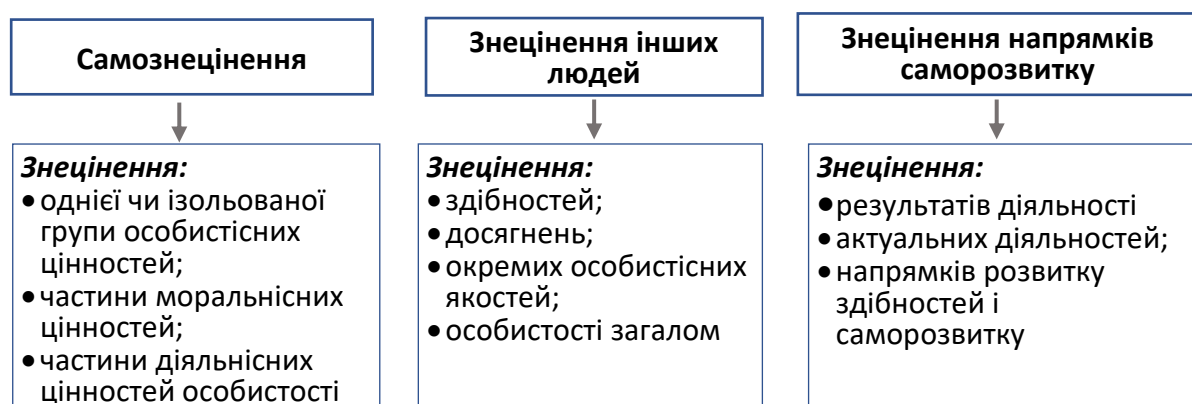 Самознецінення
Знецінення:
• однієї чи ізольованої
групи особистісних
цінностей;
• частини моральнісних
цінностей;
• частини діяльнісних
цінностей особистості
Знецінення інших
людей
Знецінення:
• здібностей;
• досягнень;
• окремих особистісних
якостей;
• особистості загалом
Знецінення напрямків
саморозвитку
Знецінення:
• результатів діяльності
• актуальних діяльностей;
• напрямків розвитку
здібностей і
саморозвитку